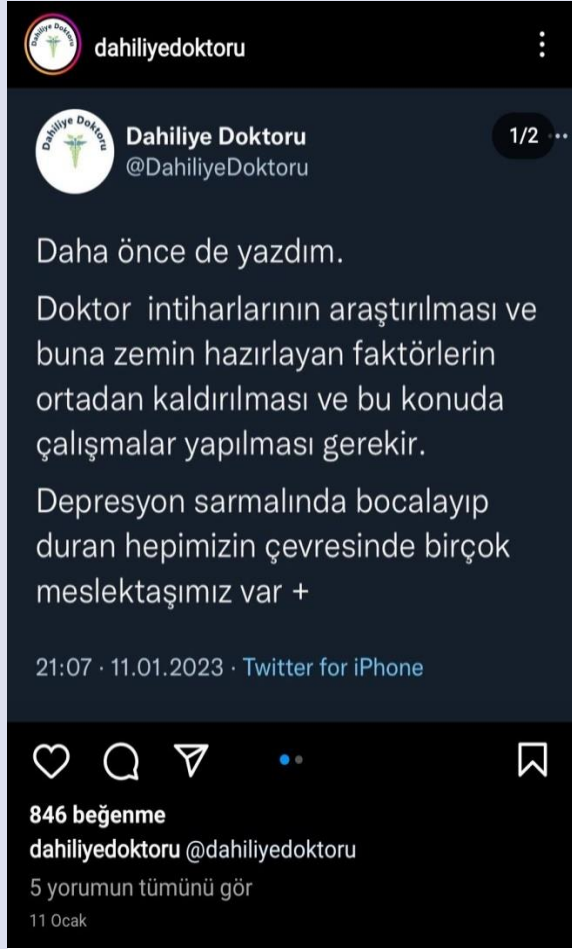 Dahiliye Doktoru
dahiliyedoktoru
Dahiliye Doktoru
Dahiliye Doktoru
@DahiliyeDoktoru
1/2
Daha önce de yazdım.
Doktor intiharlarının araştırılması ve
buna zemin hazırlayan faktörlerin
ortadan kaldırılması ve bu konuda
çalışmalar yapılması gerekir.
Depresyon sarmalında bocalayıp
duran hepimizin çevresinde birçok
meslektaşımız var +
21:07 · 11.01.2023 · Twitter for iPhone
846 beğenme
dahiliyedoktoru @dahiliyedoktoru
5 yorumun tümünü gör
11 Ocak